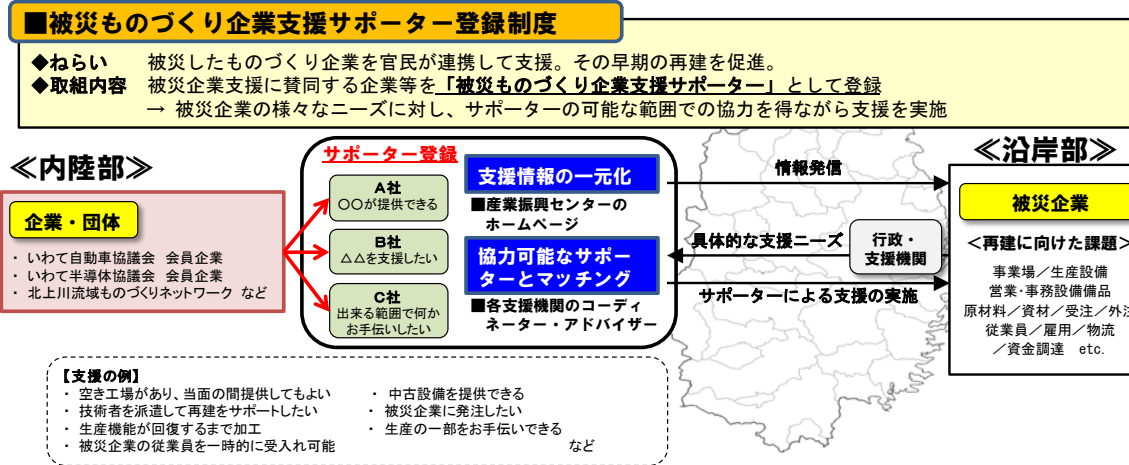 ■被災ものづくり企業支援サポーター登録制度
◆ねらい 被災したものづくり企業を官民が連携して支援。その早期の再建を促進。
◆取組内容 被災企業支援に賛同する企業等を「被災ものづくり企業支援サポーター」として登録
→ 被災企業の様々なニーズに対し、サポーターの可能な範囲での協力を得ながら支援を実施
≪内陸部≫
企業・団体
・ いわて自動車協議会 会員企業
・ いわて半導体協議会 会員企業
・ 北上川流域ものづくりネットワーク など
サポーター登録
A社
○○が提供できる
B社
△△を支援したい
C社
出来る範囲で何か
お手伝いしたい
支援情報の一元化
■産業振興センターの
ホームページ
協力可能なサポー
ターとマッチング
■各支援機関のコーディ
ネーター・アドバイザー
情報発信
具体的な支援ニーズ
行政・
支援機関
サポーターによる支援の実施
≪沿岸部≫
被災企業
＜再建に向けた課題＞
事業場／生産設備
営業・事務設備備品
原材料／資材／受注／外注
従業員／雇用／物流
／資金調達 etc.
【支援の例】
・ 空き工場があり、当面の間提供してもよい
・ 技術者を派遣して再建をサポートしたい
・ 生産機能が回復するまで加工
・ 被災企業の従業員を一時的に受入れ可能
・ 中古設備を提供できる
・ 被災企業に発注したい
・ 生産の一部をお手伝いできる
など